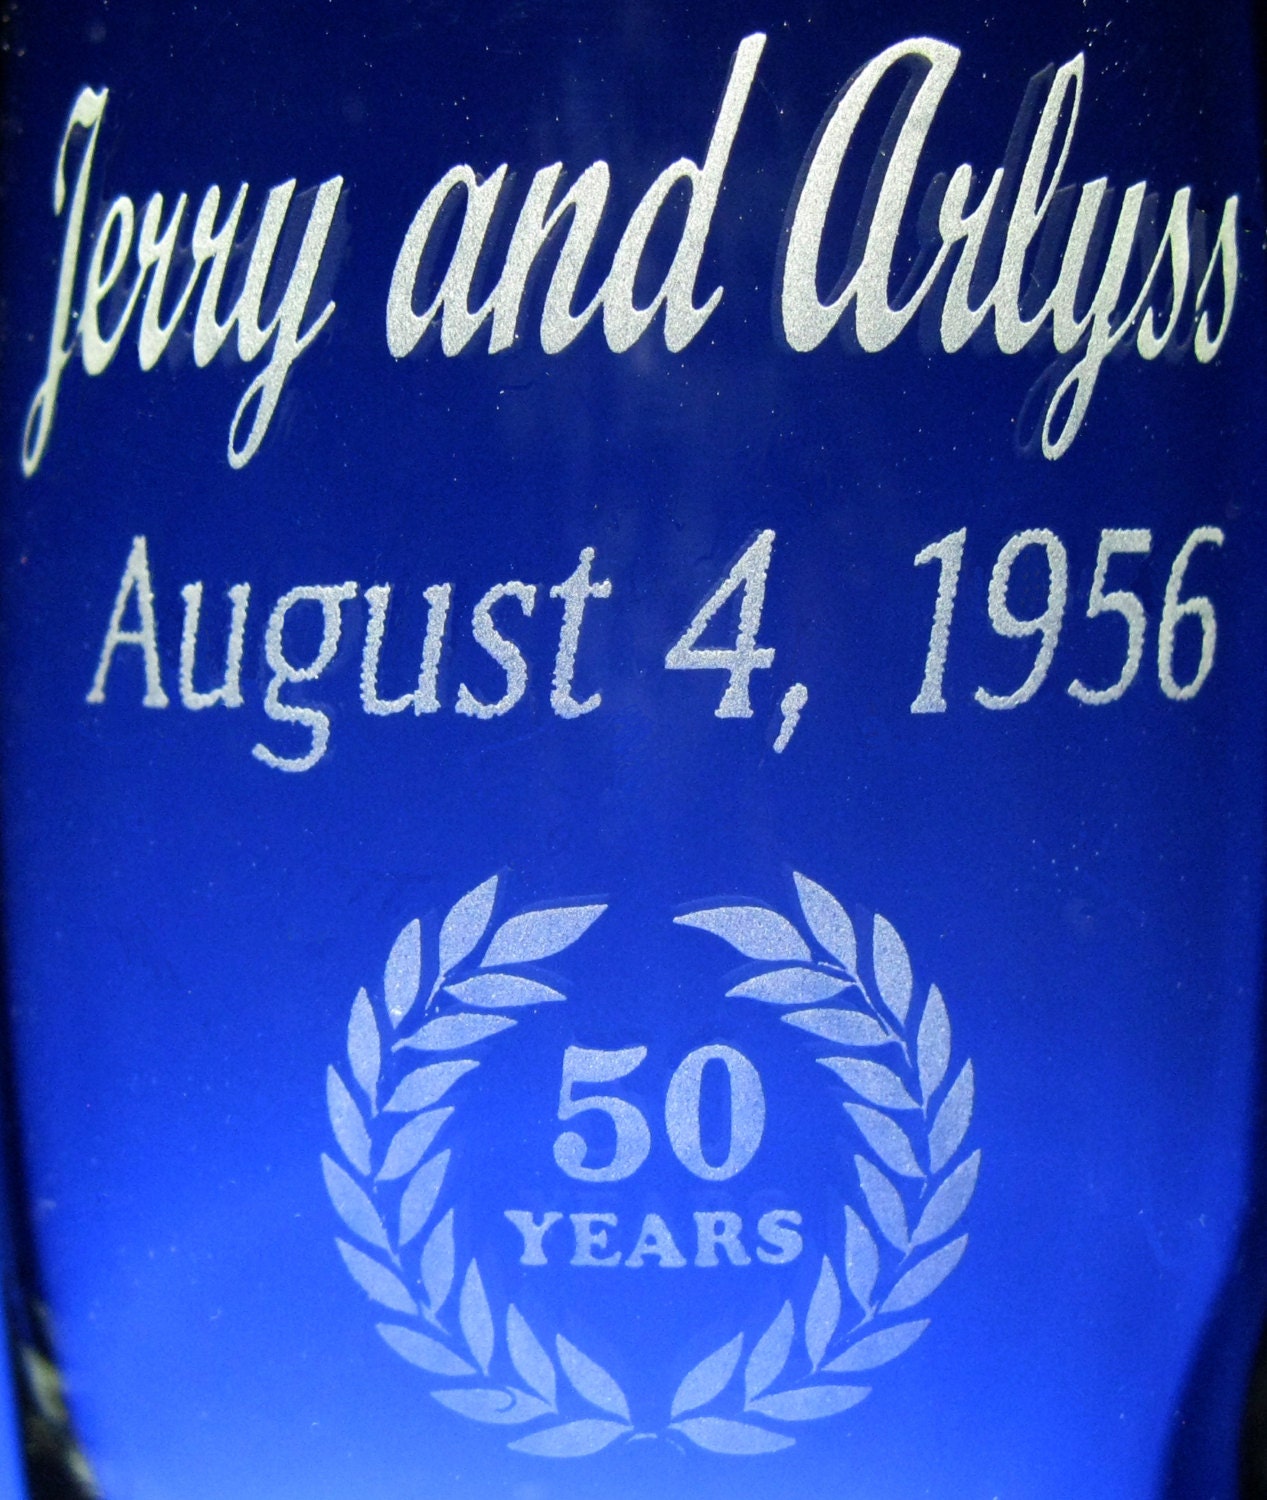 Jerry and Arlyss
August 4, 1956
50
YEARS